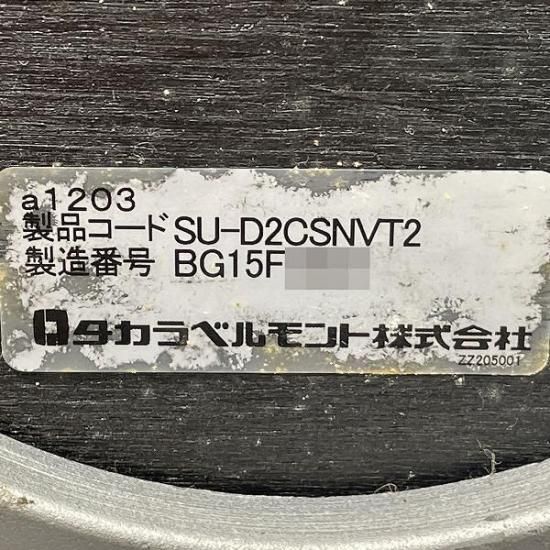 a1203
製品コード SU-D2CSNVT2
製造番号 BG15F
タカラベルモント株式会社
ZZ205001